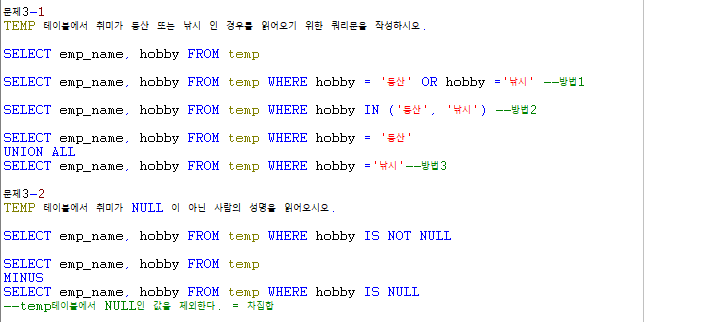 문제3-1
TEMP 테이블에서 취미가 등산 또는 낚시 인 경우를 읽어오기 위한 쿼리문을 작성하시오.
SELECT emp_name, hobby FROM temp
SELECT emp_name, hobby FROM temp WHERE hobby = '등산' OR hobby ='낚시' --방법1
SELECT emp_name, hobby FROM temp WHERE hobby IN ('등산', '낚시') --방법2
SELECT emp_name, hobby FROM temp WHERE hobby = '등산'
UNION ALL
SELECT emp_name, hobby FROM temp WHERE hobby ='낚시'--방법3
문제3-2
TEMP 테이블에서 취미가 NULL 이 아닌 사람의 성명을 읽어오시오.
SELECT emp_name, hobby FROM temp WHERE hobby IS NOT NULL
SELECT emp_name, hobby FROM temp
MINUS
SELECT emp_name, hobby FROM temp WHERE hobby IS NULL
--temp테이블에서 NULL인 값을 제외한다. = 차집합